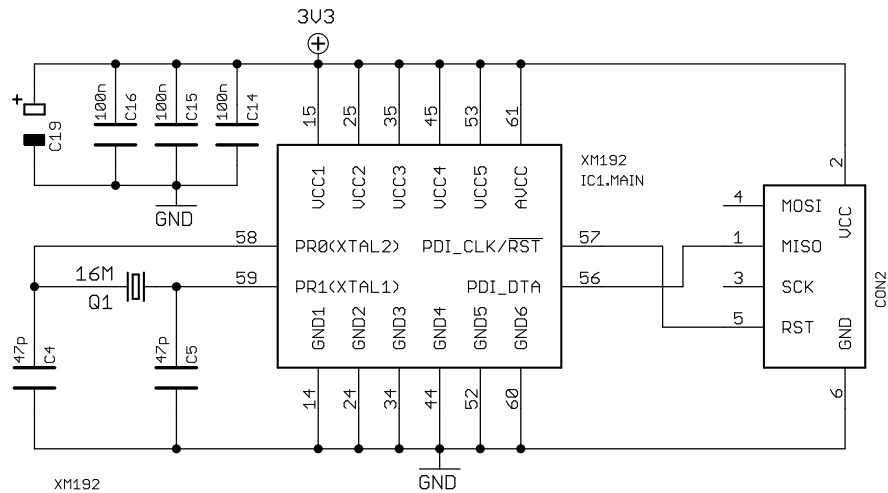 3V3
+
C19
100n
C16
100n
C15
100n
C14
GND
15
25
35
45
53
61
XM192
IC1.MAIN
VCC1
VCC2
VCC3
VCC4
VCC5
AVCC
58
PR0(XTAL2)
PDI_CLK/RST
57
59
PR1(XTAL1)
PDI_DTA
56
16M
Q1
GND1
GND2
GND3
GND4
GND5
GND6
14
24
34
44
52
60
47p
C4
47p
C5
2
VCC
4
MOSI
1
MISO
3
SCK
5
RST
GND
6
CON2
GND
XM192